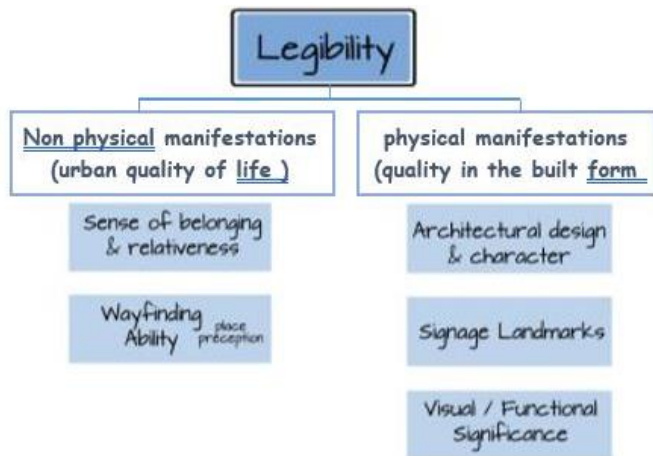 Legibility
Non physical manifestations
(urban quality of life )
physical manifestations
(quality in the built form
Sense of belonging
& relativeness
Wayfinding
Ability
place
preception
Architectural design
& character
Signage Landmarks
Visual / Functional
Significance